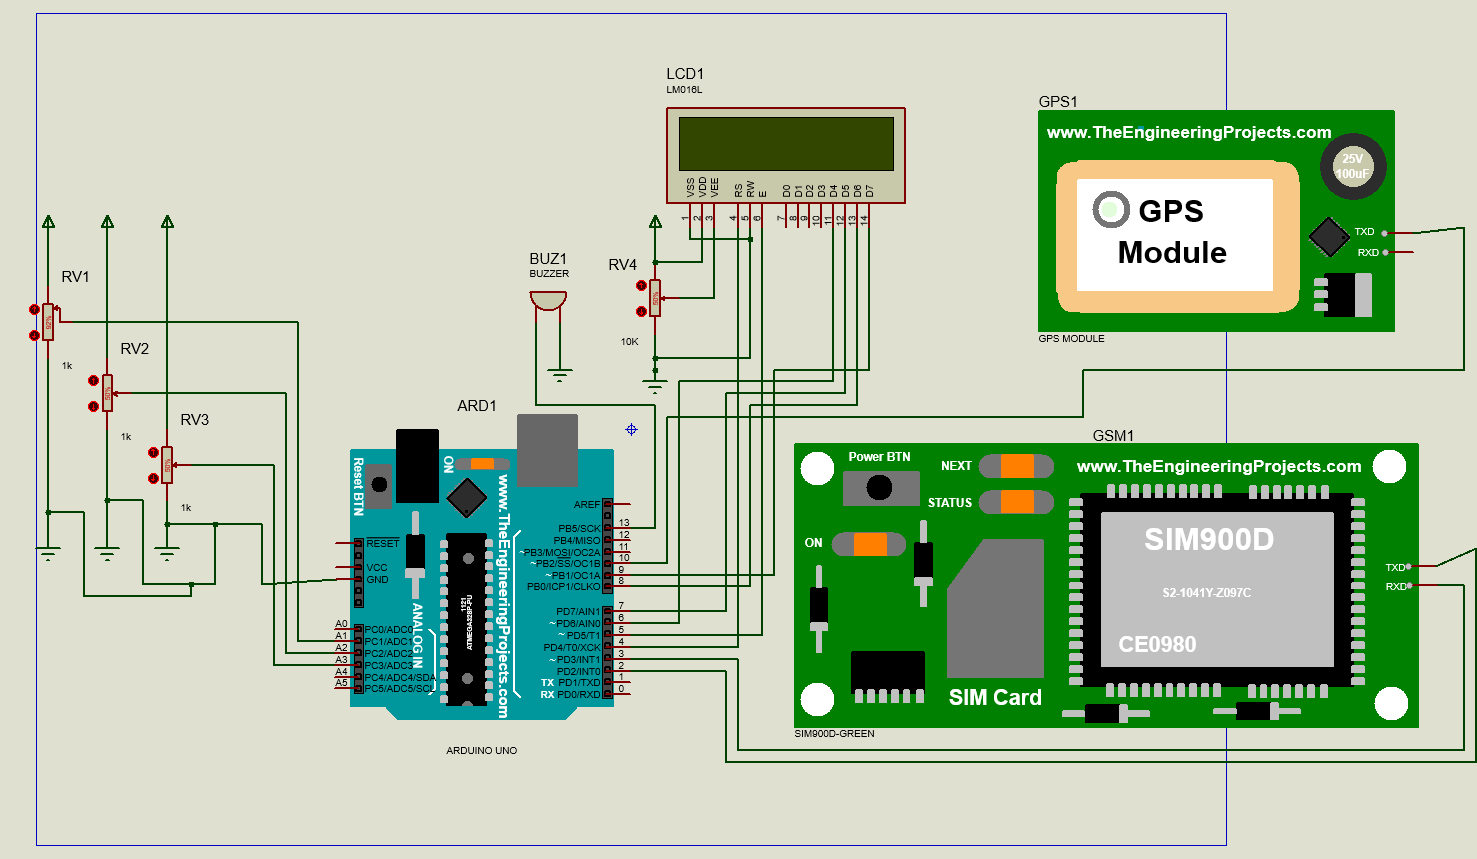 LCD1
LM016L
VSS
VDD
VEE
RS
RW
E
D0
D1
D2
D3
D4
D5
D6
D7
1
2
3
4
5
6
7
8
9
10
11
12
13
14
GPS1
www.TheEngineeringProjects.com
25V
100uF
GPS
Module
TXD
RXD
GPS MODULE
RV1
92%
1k
RV2
50%
1k
RV3
50%
1k
BUZ1
BUZZER
RV4
50%
10K
ARD1
Reset BTN
ON
www.TheEngineeringProjects.com
1121
ATMEGA328P-PU
ANALOG IN
RESET
VCC
GND
A0 PC0/ADC0
A1 PC1/ADC1
A2 PC2/ADC2
A3 PC3/ADC3
A4 PC4/ADC4/SDA
A5 PC5/ADC5/SCL
AREF
PB5/SCK 13
PB4/MISO 12
~PB3/MOSI/OC2A 11
~PB2/SS/OC1B 10
~PB1/OC1A 9
PB0/ICP1/CLKO 8
PD7/AIN1 7
~PD6/AIN0 6
~PD5/T1 5
PD4/T0/XCK 4
~PD3/INT1 3
PD2/INT0 2
TX PD1/TXD 1
RX PD0/RXD 0
ARDUINO UNO
GSM1
Power BTN
NEXT
STATUS
ON
www.TheEngineeringProjects.com
SIM900D
S2-1041Y-Z097C
CE0980
SIM Card
TXD
RXD
SIM900D-GREEN